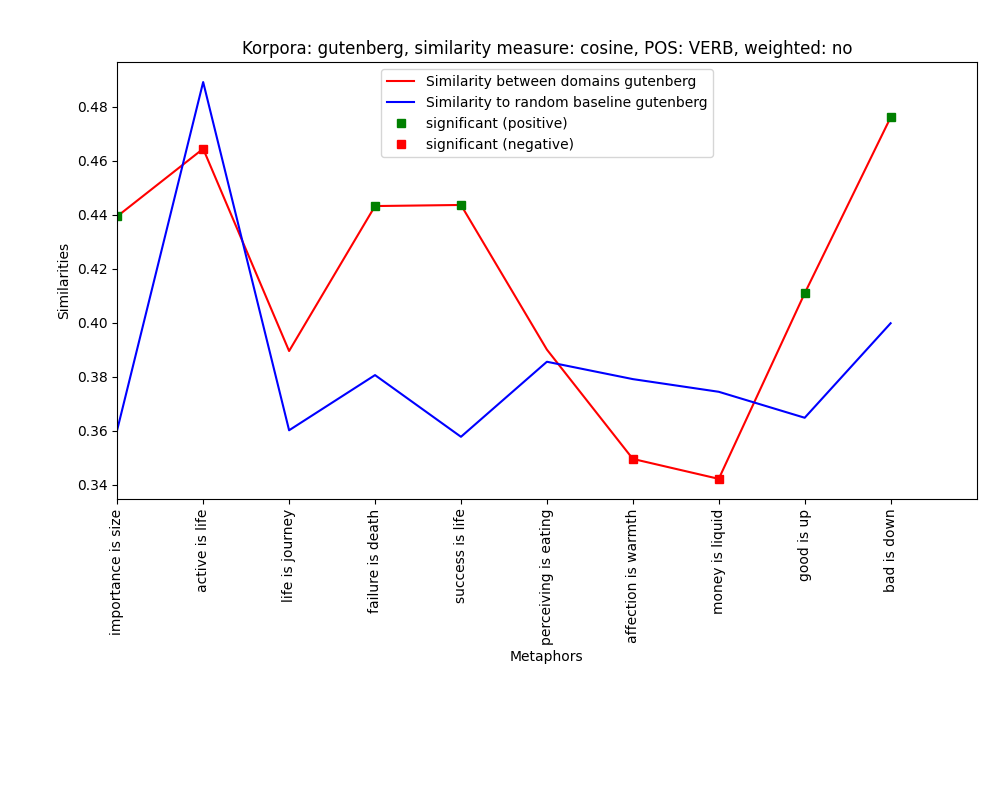 Korpora: gutenberg, similarity measure: cosine, POS: VERB, weighted: no
Similarity between domains gutenberg
Similarity to random baseline gutenberg
significant (positive)
significant (negative)
Similarities
0.48
0.46
0.44
0.42
0.40
0.38
0.36
0.34
importance is size
active is life
life is journey
failure is death
success is life
perceiving is eating
affection is warmth
money is liquid
good is up
bad is down
Metaphors